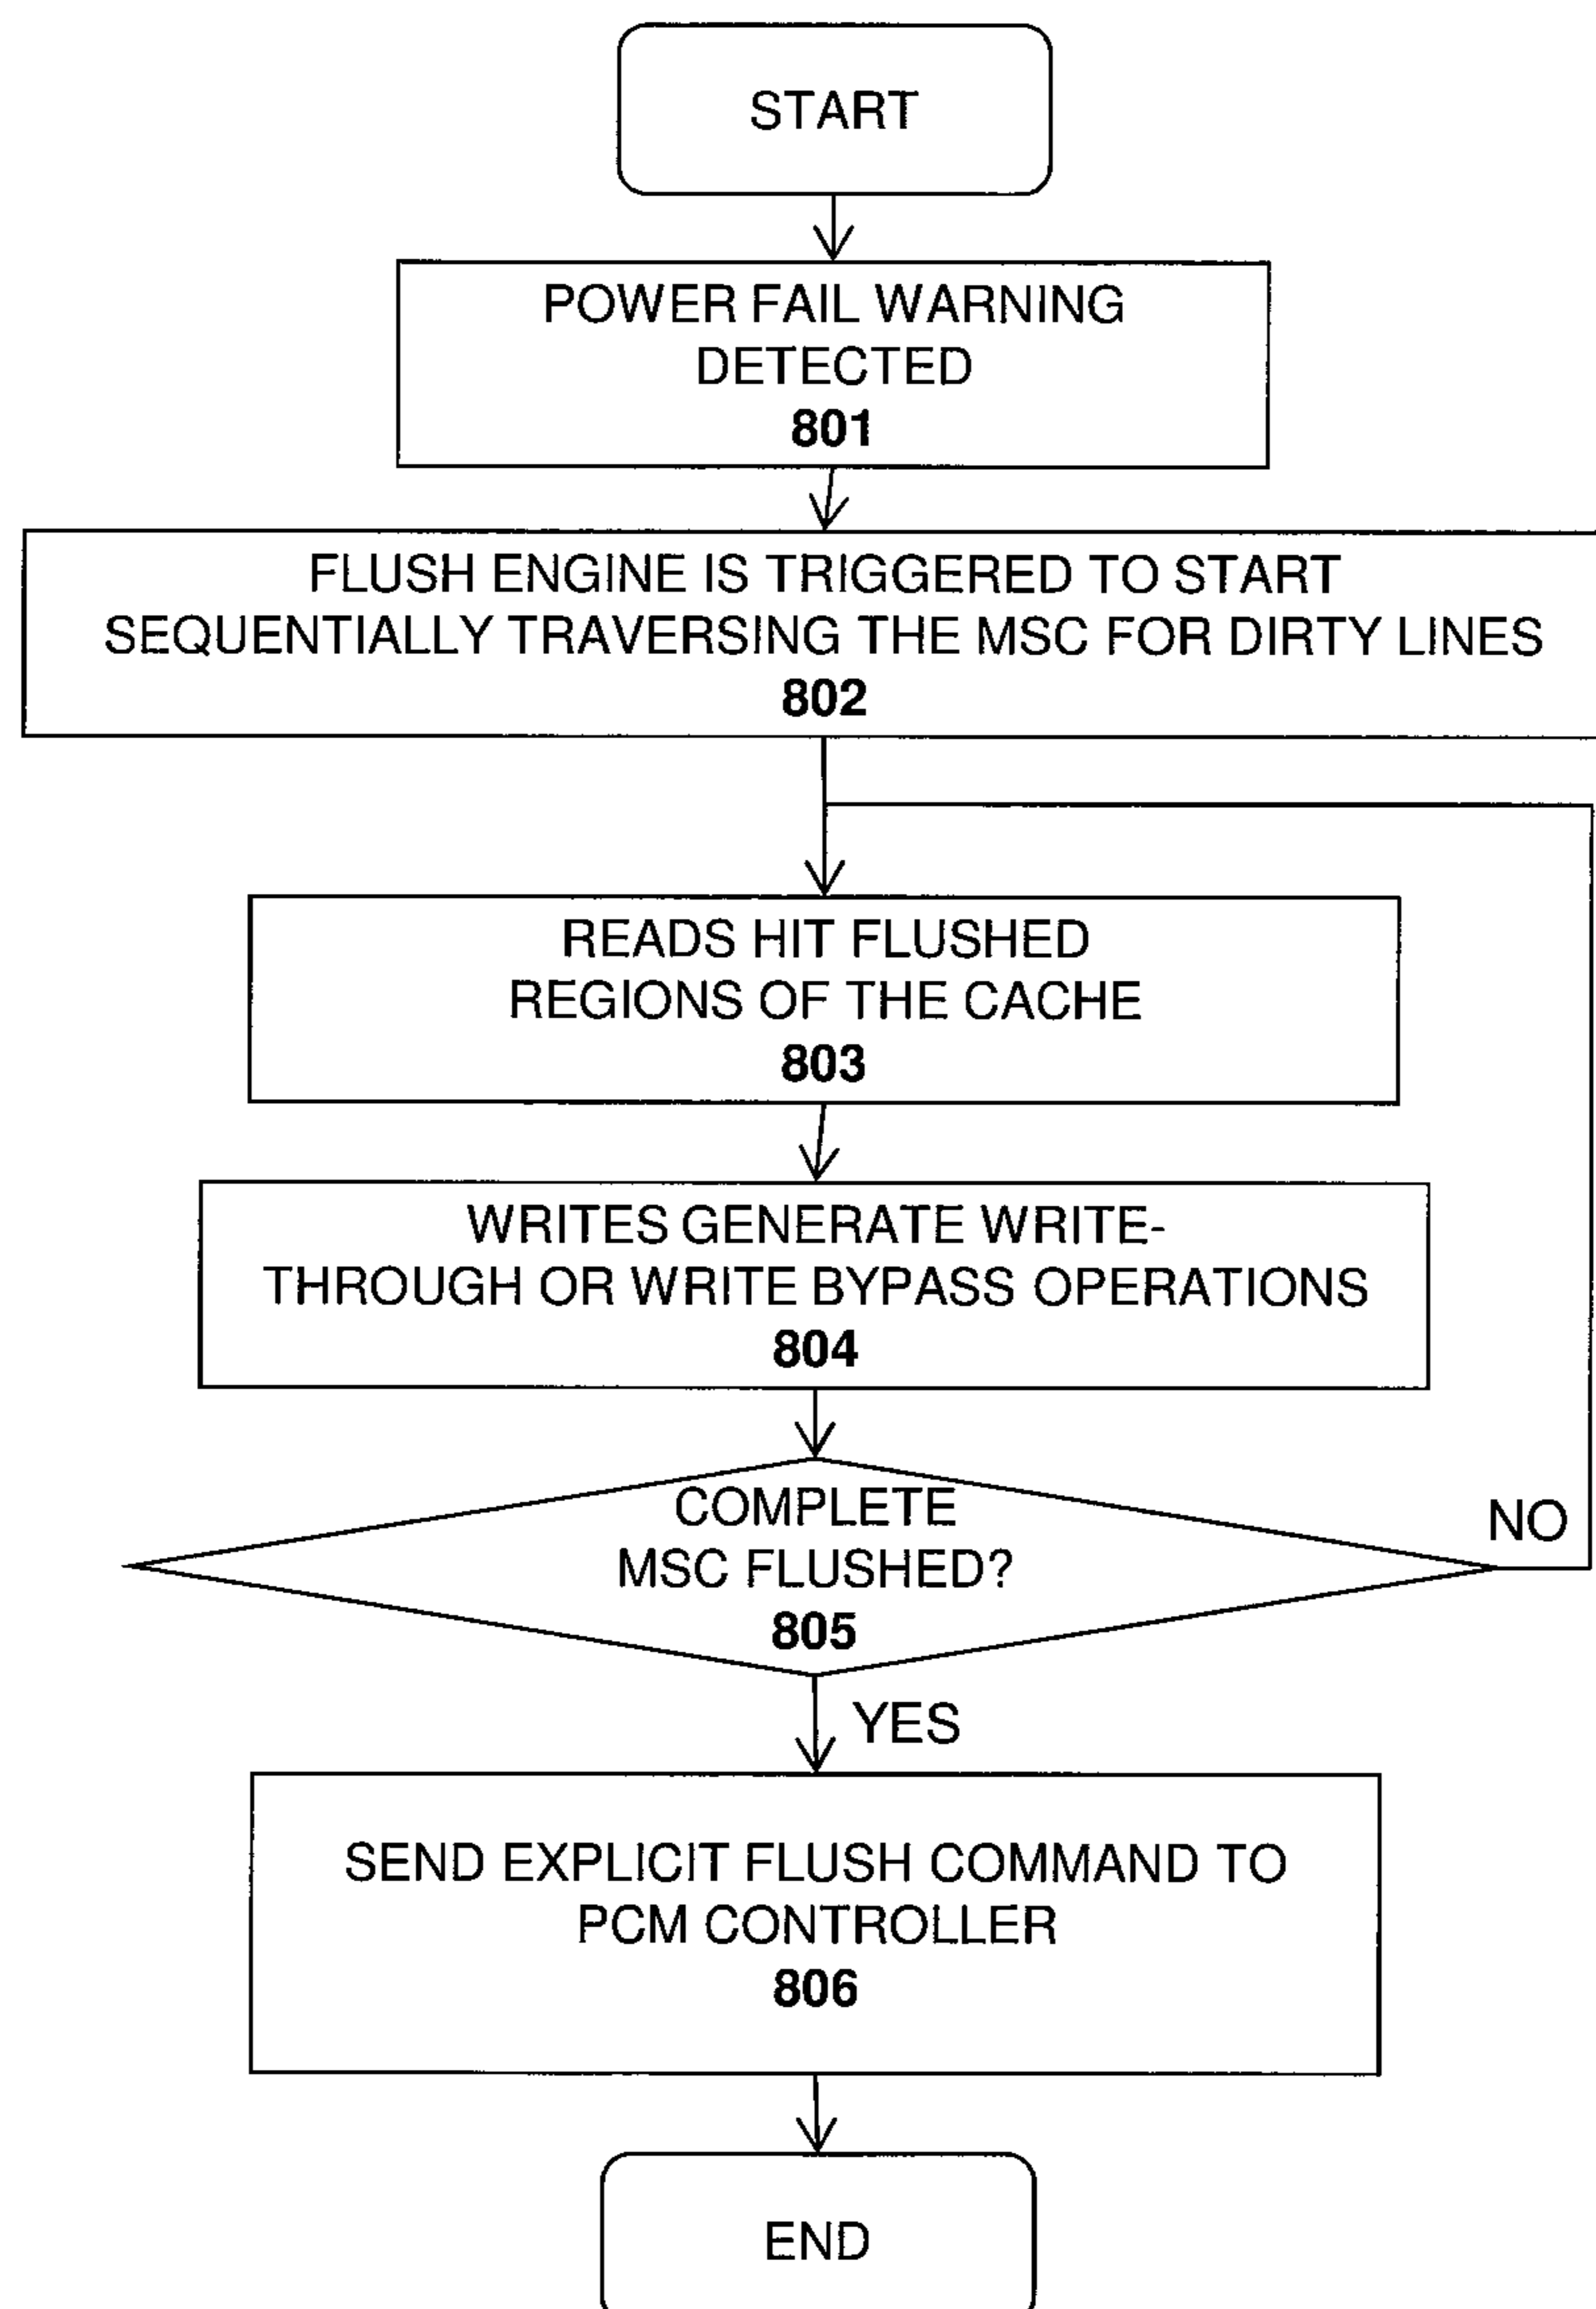 START
POWER FAIL WARNING
DETECTED
801
FLUSH ENGINE IS TRIGGERED TO START
SEQUENTIALLY TRAVERSING THE MSC FOR DIRTY LINES
802
READS HIT FLUSHED
REGIONS OF THE CACHE
803
WRITES GENERATE WRITE-
THROUGH OR WRITE BYPASS OPERATIONS
804
COMPLETE
MSC FLUSHED?
805
NO
YES
SEND EXPLICIT FLUSH COMMAND TO
PCM CONTROLLER
806
END